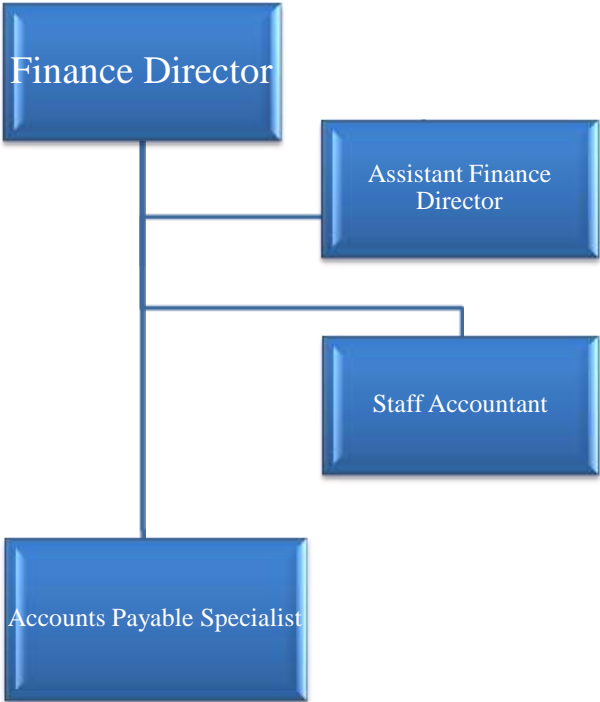 Finance Director
Assistant Finance
Director
Staff Accountant
Accounts Payable Specialist